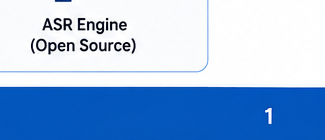 ASR Engine
(Open Source)
1